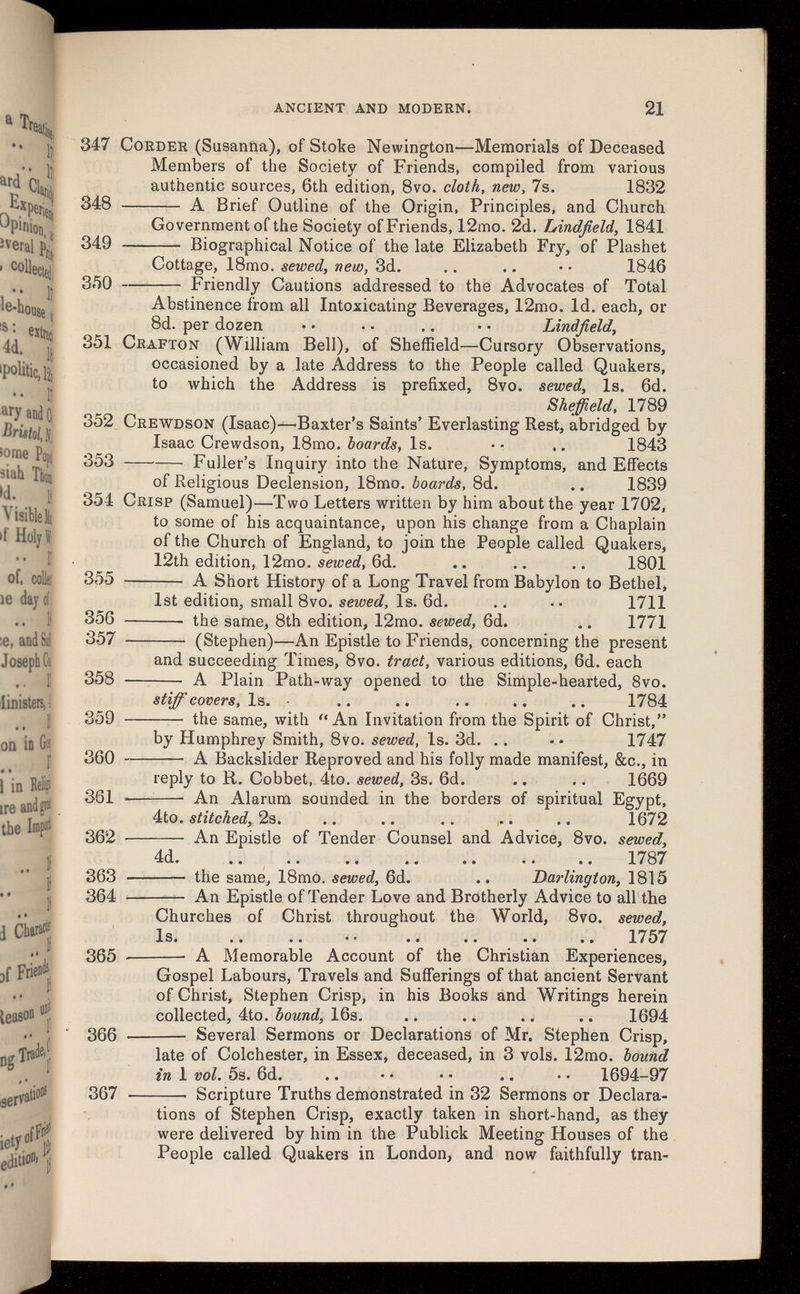 ANCIENT AND MODERN. 21
347 CORDER (Susanna), of Stoke Newington—Memorials of Deceased
Members of the Society of Friends, compiled from various
authentic sources, 6th edition, 8vo. cloth, new, 7s. 1832
348 ——— A Brief Outline of the Origin, Principles, and Church
Government of the Society of Friends, 12mo. 2d. Lindfield, 1841
349 ——— Biographical Notice of the late Elizabeth Fry, of Plashet
Cottage, 18mo. sewed, new, 3d. .. .. .. 1846
350 ——— Friendly Cautions addressed to the Advocates of Total
Abstinence from all Intoxicating Beverages, 12mo. 1d. each, or
8d. per dozen .. .. .. .. Lindfield,
351 CRAFTON (William Bell), of Sheffield—Cursory Observations,
occasioned by a late Address to the People called Quakers,
to which the Address is prefixed, 8vo. sewed, 1s. 6d.
Sheffield, 1789
352 CREWDSON (Isaac)—Baxter's Saints' Everlasting Rest, abridged by
Isaac Crewdson, 18mo. boards, 1s. .. .. 1843
353 ——— Fuller's Inquiry into the Nature, Symptoms, and Effects
of Religious Declension, 18mo. boards, 8d. .. 1839
354 CRISP (Samuel)—Two Letters written by him about the year 1702,
to some of his acquaintance, upon his change from a Chaplain
of the Church of England, to join the People called Quakers,
12th edition, 12mo. sewed, 6d. .. .. .. 1801
355 ——— A Short History of a Long Travel from Babylon to Bethel,
1st edition, small 8vo. sewed, 1s. 6d. .. .. 1711
356 ——— the same, 8th edition, 12mo. sewed, 6d. .. 1771
357 ——— (Stephen)—An Epistle to Friends, concerning the present
and succeeding Times, 8vo. tract, various editions, 6d. each
358 ——— A Plain Path-way opened to the Simple-hearted, 8vo.
stiff covers, 1s. .. .. .. .. .. 1784
359 ——— the same, with "An Invitation from the Spirit of Christ,"
by Humphrey Smith, 8vo. sewed, 1s. 3d. .. .. 1747
360 ——— A Backslider Reproved and his folly made manifest, &c., in
reply to R. Cobbet, 4to. sewed, 3s. 6d. .. .. 1669
361 ——— An Alarum sounded in the borders of spiritual Egypt,
4to. stitched, 2s. .. .. .. .. .. 1672
362 ——— An Epistle of Tender Counsel and Advice, 8vo. sewed,
4d. .. .. .. .. .. .. .. 1787
363 ——— the same, 18mo. sewed, 6d. .. Darlington, 1815
364 ——— An Epistle of Tender Love and Brotherly Advice to all the
Churches of Christ throughout the World, 8vo. sewed,
1s. .. .. .. .. .. .. .. 1757
365 ——— A Memorable Account of the Christian Experiences,
Gospel Labours, Travels and Sufferings of that ancient Servant
of Christ, Stephen Crisp, in his Books and Writings herein
collected, 4to. bound, 16s. .. .. .. .. 1694
366 ——— Several Sermons or Declarations of Mr. Stephen Crisp,
late of Colchester, in Essex, deceased, in 3 vols. 12mo. bound
in 1 vol. 5s. 6d. .. .. .. .. .. 1694-97
367 ——— Scripture Truths demonstrated in 32 Sermons or Declara-
tions of Stephen Crisp, exactly taken in short-hand, as they
were delivered by him in the Publick Meeting Houses of the
People called Quakers in London, and now faithfully tran-